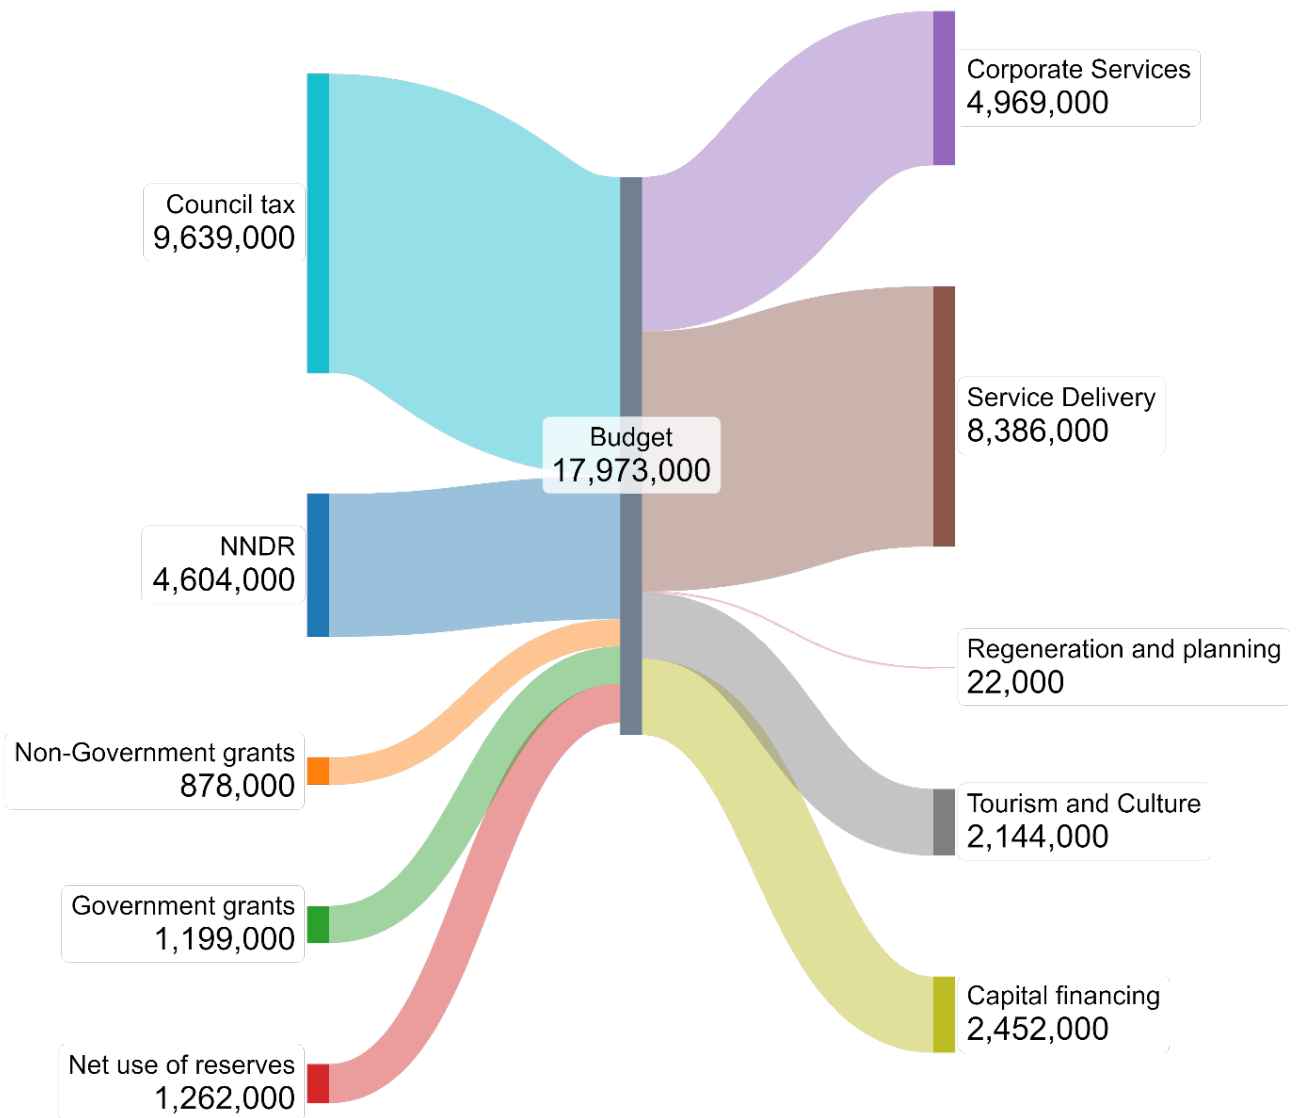 Corporate Services
4,969,000
Council tax
9,639,000
Service Delivery
8,386,000
Budget
17,973,000
NNDR
4,604,000
Regeneration and planning
22,000
Non-Government grants
878,000
Tourism and Culture
2,144,000
Government grants
1,199,000
Capital financing
2,452,000
Net use of reserves
1,262,000